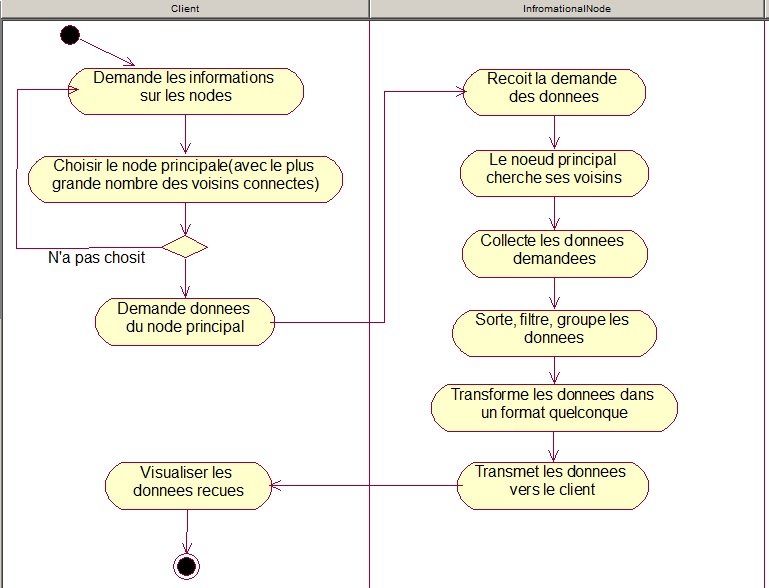 Client
InfromationalNode
Demande les informations
sur les nodes
Choisir le node principale(avec le plus
grande nombre des voisins connectes)
N'a pas chosit
Demande donnees
du node principal
Recoit la demande
des donnees
Le noeud principal
cherche ses voisins
Collecte les donnees
demandees
Sorte, filtre, groupe les
donnees
Transforme les donnees dans
un format quelconque
Transmet les donnees
vers le client
Visualiser les
donnees recues